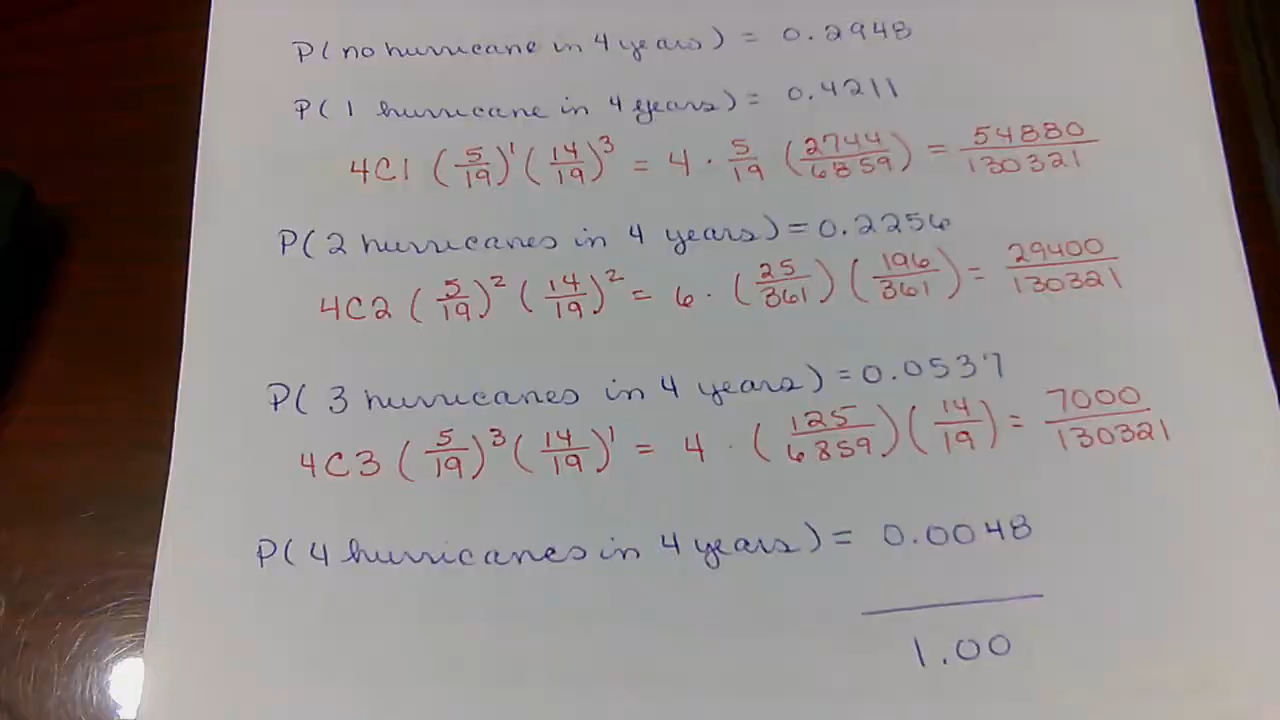 P(no hurricane in 4 years) = 0.2948
P(1 hurricane in 4 years) = 0.4211
4C1 (5/19)^1 (14/19)^3 = 4 · 5/19 (2744/6859) = 54880/130321
P(2 hurricanes in 4 years) = 0.2256
4C2 (5/19)^2 (14/19)^2 = 6 · (25/361) (196/361) = 29400/130321
P(3 hurricanes in 4 years) = 0.0537
4C3 (5/19)^3 (14/19)^1 = 4 · (125/6859) (14/19) = 7000/130321
P(4 hurricanes in 4 years) = 0.0048
1.00